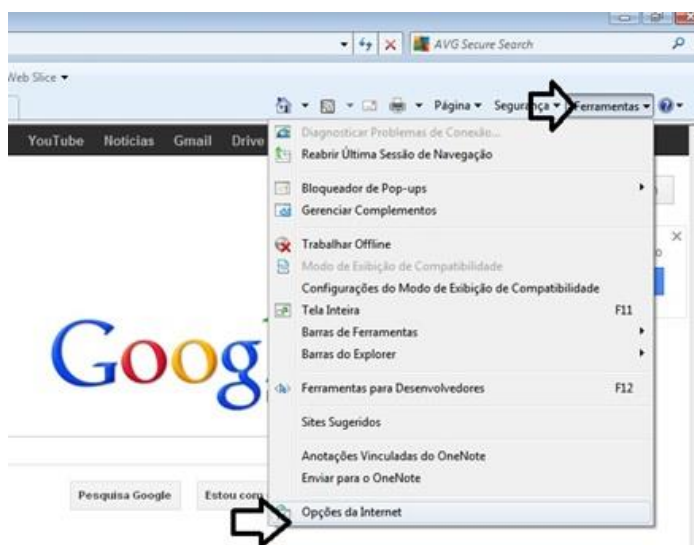 AVG Secure Search
Web Slice
Página Segurança Ferramentas
YouTube Notícias Gmail Drive
Diagnosticar Problemas de Conexão...
Reabrir Última Sessão de Navegação
Bloqueador de Pop-ups
Gerenciar Complementos
Trabalhar Offline
Modo de Exibição de Compatibilidade
Configurações do Modo de Exibição de Compatibilidade
Tela Inteira F11
Barras de Ferramentas
Barras do Explorer
Ferramentas para Desenvolvedores F12
Sites Sugeridos
Anotações Vinculadas do OneNote
Enviar para o OneNote
Opções da Internet
Goog
Pesquisa Google Estou com